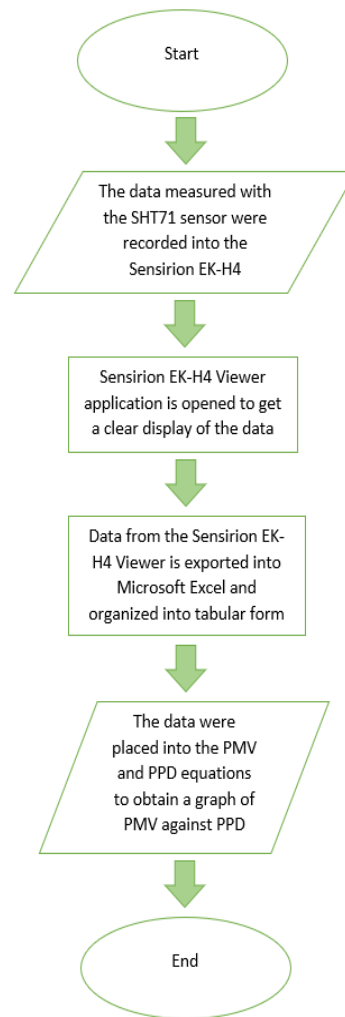 Start
The data measured with
the SHT71 sensor were
recorded into the
Sensirion EK-H4
Sensirion EK-H4 Viewer
application is opened to get
a clear display of the data
Data from the Sensirion EK-
H4 Viewer is exported into
Microsoft Excel and
organized into tabular form
The data were
placed into the PMV
and PPD equations
to obtain a graph of
PMV against PPD
End